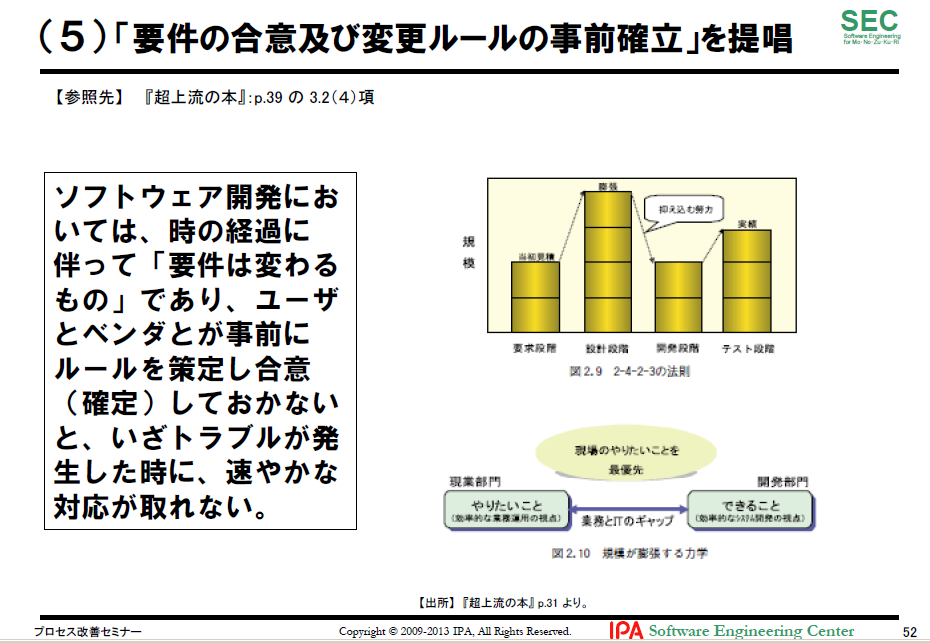 （５）「要件の合意及び変更ルールの事前確立」を提唱
SEC
Software Engineering
for Mo・No・Zu・Ku・Ri
【参照先】 『超上流の本』：p.39 の 3.2（4）項
ソフトウェア開発にお
いては、時の経過に
伴って「要件は変わる
もの」であり、ユーザ
とベンダとが事前に
ルールを策定し合意
（確定）しておかない
と、いざトラブルが発
生した時に、速やかな
対応が取れない。
規模
当初見積
膨張
抑え込む努力
実績
要求段階 設計段階 開発段階 テスト段階
図2.9 2-4-2-3の法則
現場のやりたいことを
最優先
現業部門
開発部門
やりたいこと
（効率的な業務運用の視点）
業務とITのギャップ
できること
（効率的なシステム開発の視点）
図2.10 規模が膨張する力学
【出所】『超上流の本』p.31 より。
プロセス改善セミナー
Copyright © 2009-2013 IPA, All Rights Reserved.
IPA Software Engineering Center
52